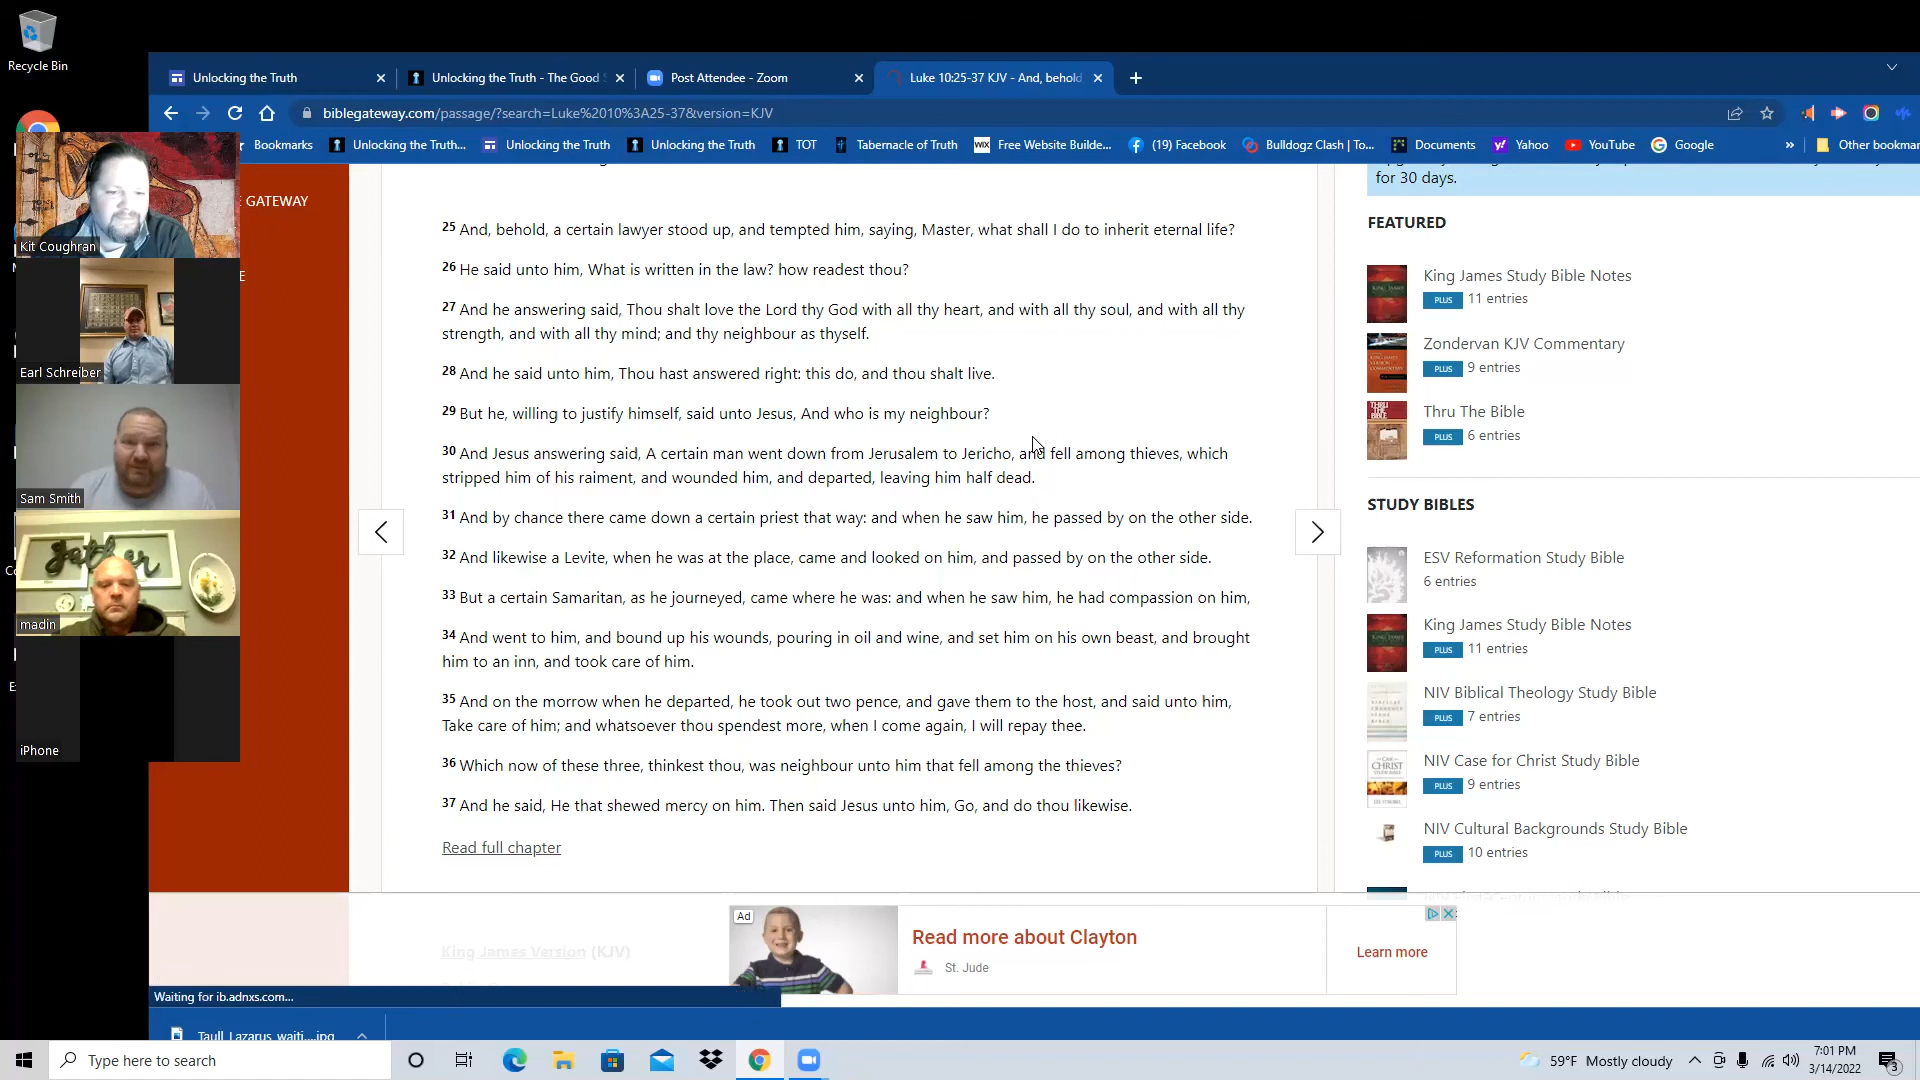 Recycle Bin
Unlocking the Truth
Unlocking the Truth - The Good S
Post Attendee - Zoom
Luke 10:25-37 KJV - And, behold
biblegateway.com/passage/?search=Luke%2010%3A25-37&version=KJV
Bookmarks
Unlocking the Truth...
Unlocking the Truth
Unlocking the Truth
TOT
Tabernacle of Truth
WIX Free Website Builde...
(19) Facebook
Bulldogz Clash | To...
Documents
Yahoo
YouTube
Google
»
Other bookmar
GATEWAY
E
Kit Coughran
Earl Schreiber
Sam Smith
gather
madin
iPhone
25 And, behold, a certain lawyer stood up, and tempted him, saying, Master, what shall I do to inherit eternal life?
26 He said unto him, What is written in the law? how readest thou?
27 And he answering said, Thou shalt love the Lord thy God with all thy heart, and with all thy soul, and with all thy
strength, and with all thy mind; and thy neighbour as thyself.
28 And he said unto him, Thou hast answered right: this do, and thou shalt live.
29 But he, willing to justify himself, said unto Jesus, And who is my neighbour?
30 And Jesus answering said, A certain man went down from Jerusalem to Jericho, and fell among thieves, which
stripped him of his raiment, and wounded him, and departed, leaving him half dead.
31 And by chance there came down a certain priest that way: and when he saw him, he passed by on the other side.
32 And likewise a Levite, when he was at the place, came and looked on him, and passed by on the other side.
33 But a certain Samaritan, as he journeyed, came where he was: and when he saw him, he had compassion on him,
34 And went to him, and bound up his wounds, pouring in oil and wine, and set him on his own beast, and brought
him to an inn, and took care of him.
35 And on the morrow when he departed, he took out two pence, and gave them to the host, and said unto him,
Take care of him; and whatsoever thou spendest more, when I come again, I will repay thee.
36 Which now of these three, thinkest thou, was neighbour unto him that fell among the thieves?
37 And he said, He that shewed mercy on him. Then said Jesus unto him, Go, and do thou likewise.
Read full chapter
King James Version (KJV)
for 30 days.
FEATURED
King James Study Bible Notes
PLUS 11 entries
Zondervan KJV Commentary
PLUS 9 entries
Thru The Bible
PLUS 6 entries
STUDY BIBLES
ESV Reformation Study Bible
6 entries
King James Study Bible Notes
PLUS 11 entries
NIV Biblical Theology Study Bible
PLUS 7 entries
NIV Case for Christ Study Bible
PLUS 9 entries
NIV Cultural Backgrounds Study Bible
PLUS 10 entries
Ad
Read more about Clayton
St. Jude
Learn more
Waiting for ib.adnxs.com...
Taull_Lazarus_waiti....jpg
Type here to search
59°F Mostly cloudy
7:01 PM
3/14/2022
3